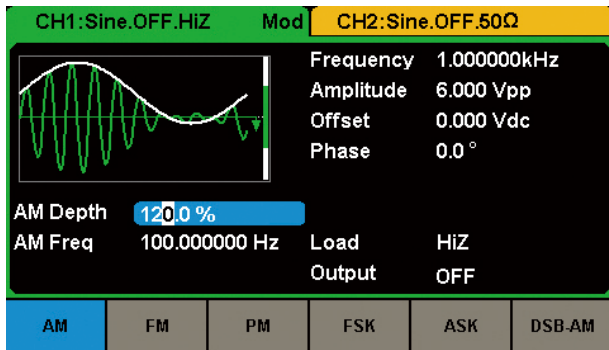 CH1:Sine.OFF.HiZ Mod CH2:Sine.OFF.50Ω
Frequency 1.000000kHz
Amplitude 6.000 Vpp
Offset 0.000 Vdc
Phase 0.0 °
AM Depth 120.0 %
AM Freq 100.000000 Hz Load HiZ
Output OFF
AM FM PM FSK ASK DSB-AM